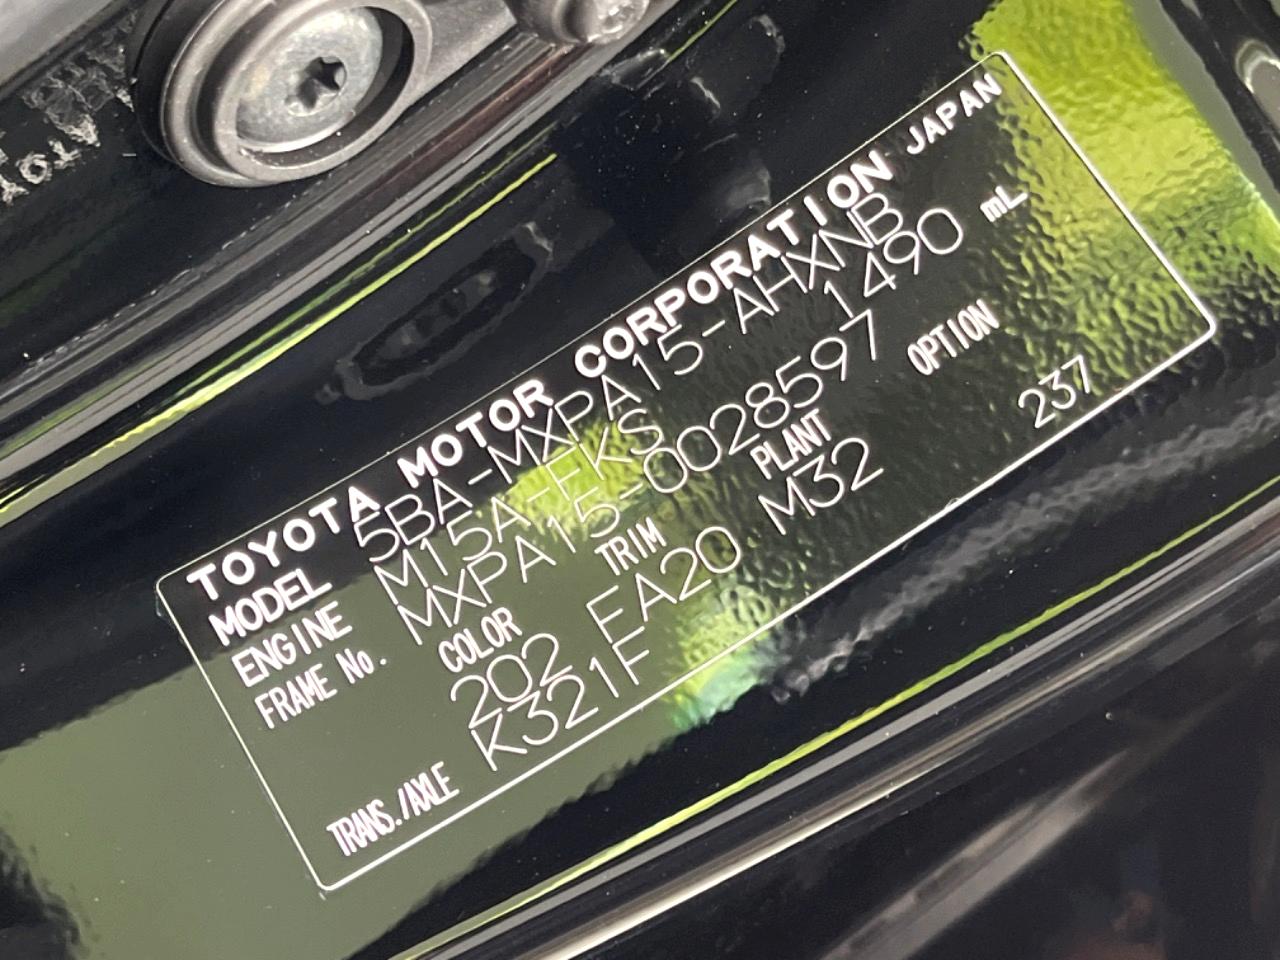 TOYOTA MOTOR CORPORATION JAPAN
MODEL 5BA-MXPA15-AHXNB
ENGINE M15A-FKS 1490 mL
FRAME No. MXPA15-0028597
COLOR TRIM PLANT OPTION
202 FA20 M32 237
TRANS./AXLE K321F